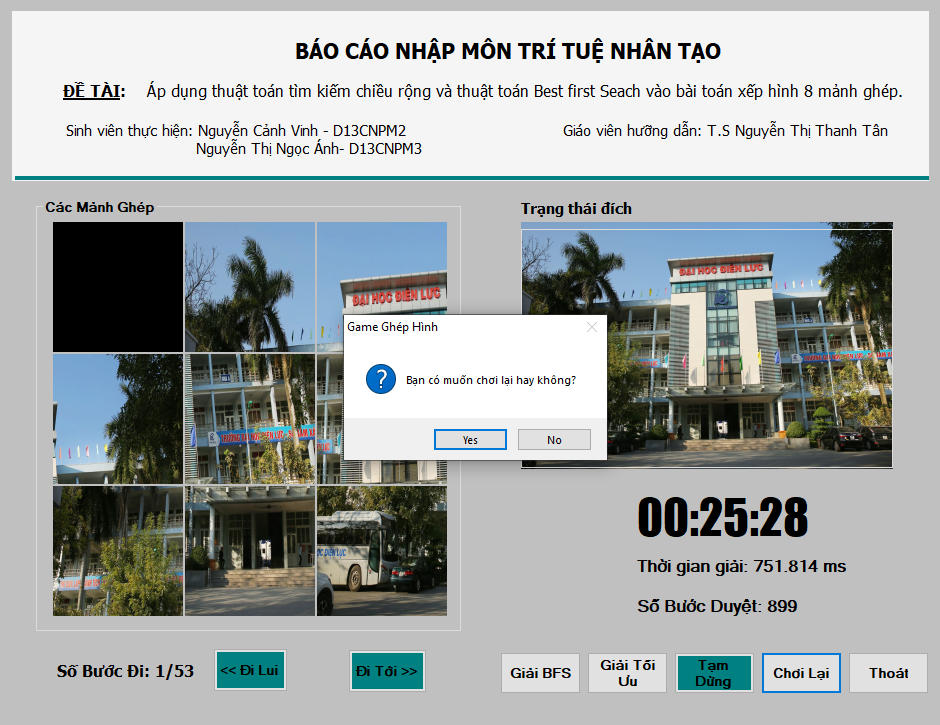 BÁO CÁO NHẬP MÔN TRÍ TUỆ NHÂN TẠO
ĐỀ TÀI: Áp dụng thuật toán tìm kiếm chiều rộng và thuật toán Best first Seach vào bài toán xếp hình 8 mảnh ghép.
Sinh viên thực hiện: Nguyễn Cảnh Vinh - D13CNPM2
Giáo viên hướng dẫn: T.S Nguyễn Thị Thanh Tân
Nguyễn Thị Ngọc Ánh- D13CNPM3
Các Mảnh Ghép
Trạng thái đích
ĐẠI HỌC ĐIỆN LỰC
ĐẠI HỌC ĐIỆN LỰC
Game Ghép Hình
Bạn có muốn chơi lại hay không?
Yes
No
ĐIỆN LỰC
00:25:28
Thời gian giải: 751.814 ms
Số Bước Duyệt: 899
Số Bước Đi: 1/53
<< Đi Lui
Đi Tới >>
Giải BFS
Giải Tối
Ưu
Tạm
Dừng
Chơi Lại
Thoát